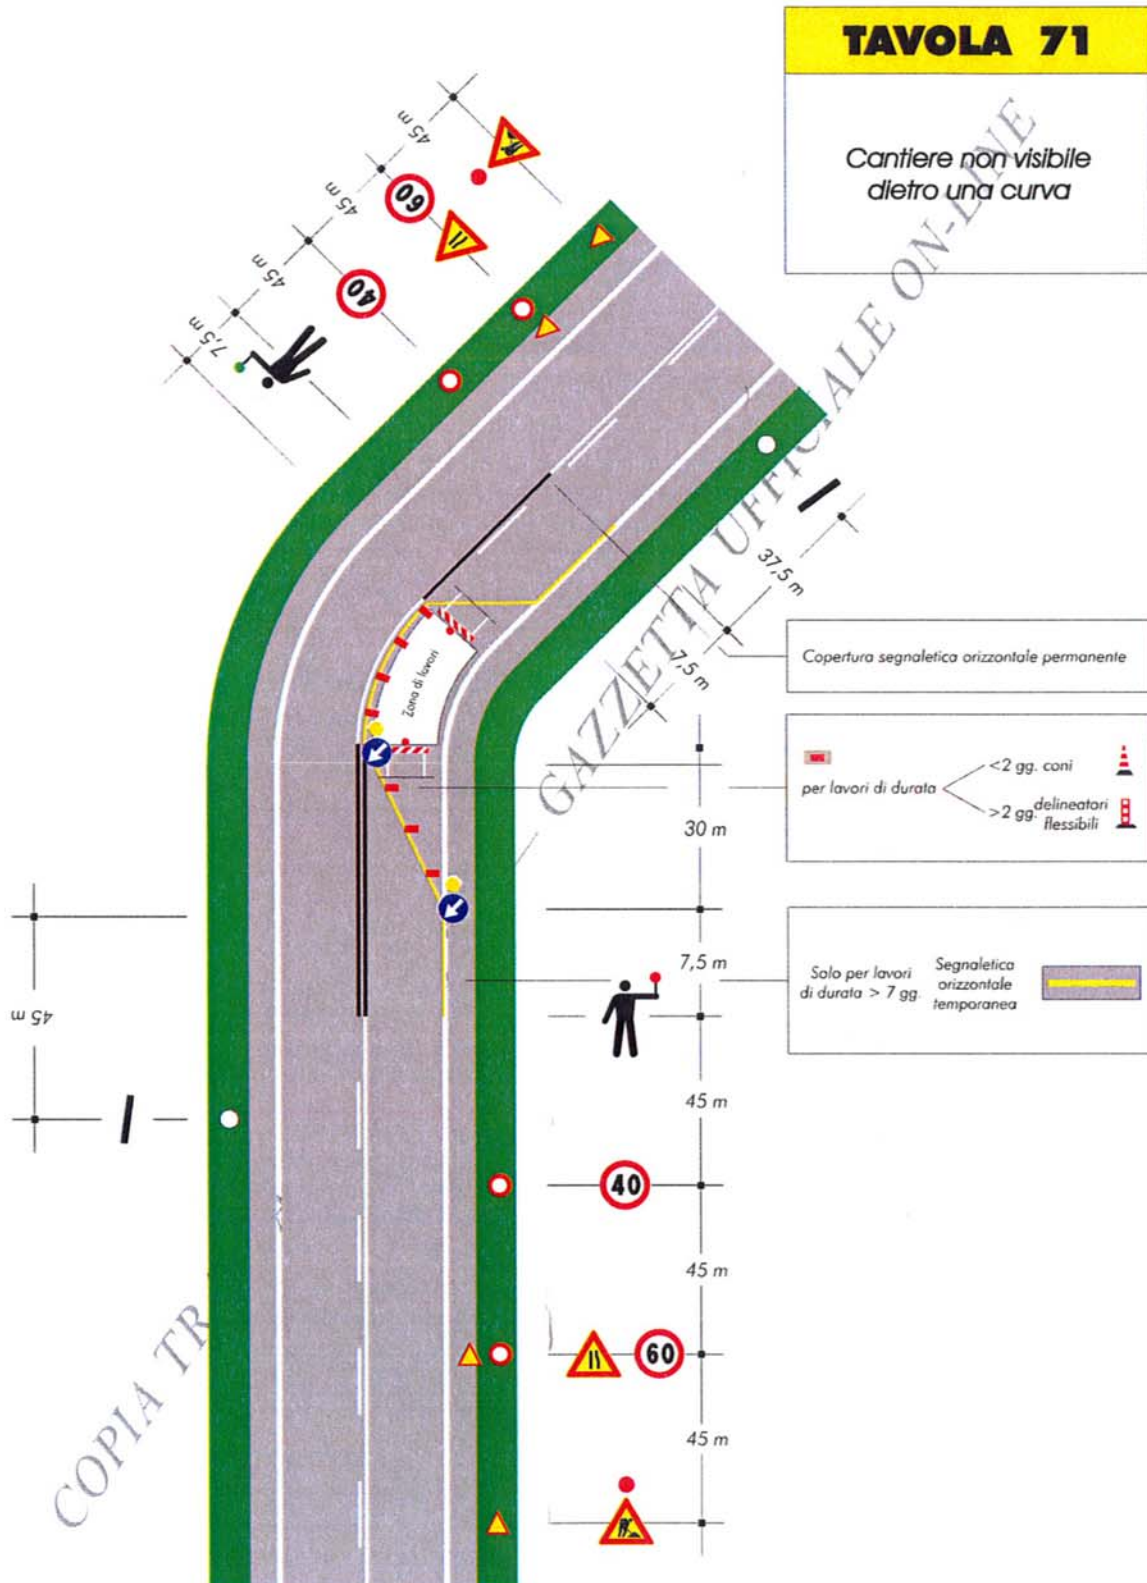 TAVOLA 71
Cantiere non visibile
dietro una curva
45 m
45 m
45 m
7,5 m
60
40
37,5 m
7,5 m
Copertura segnaletica orizzontale permanente
Zona di lavori
30 m
per lavori di durata
<2 gg. coni
>2 gg. delineatori
flessibili
7,5 m
Solo per lavori
di durata > 7 gg.
Segnaletica
orizzontale
temporanea
45 m
45 m
40
45 m
60
45 m
COPIA TR
GAZZETTA UFFICIALE ON-LINE